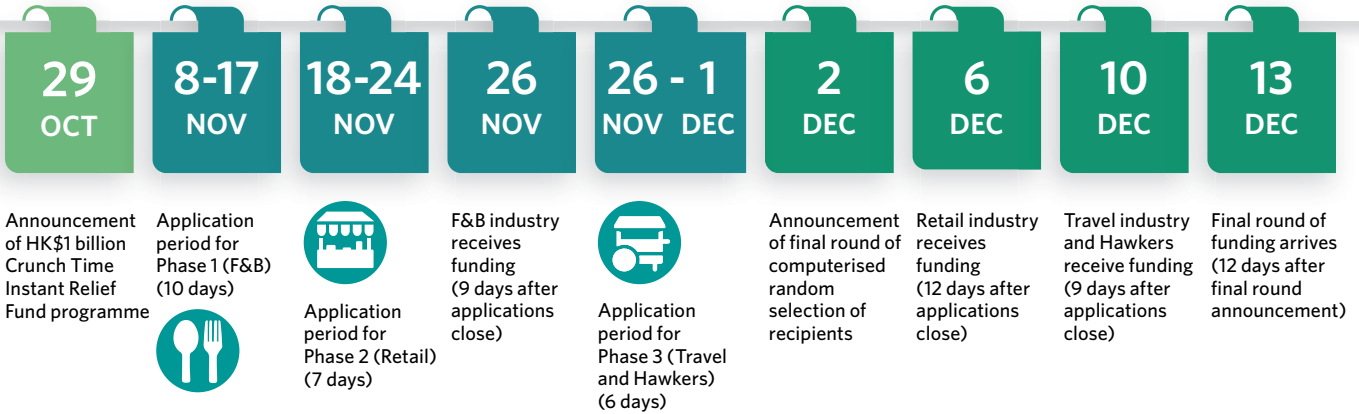 29
OCT
8-17
NOV
18-24
NOV
26
NOV
26 - 1
NOV DEC
2
DEC
6
DEC
10
DEC
13
DEC
Announcement
of HK$1 billion
Crunch Time
Instant Relief
Fund programme
Application
period for
Phase 1 (F&B)
(10 days)
Application
period for
Phase 2 (Retail)
(7 days)
F&B industry
receives
funding
(9 days after
applications
close)
Application
period for
Phase 3 (Travel
and Hawkers)
(6 days)
Announcement
of final round of
computerised
random
selection of
recipients
Retail industry
receives
funding
(12 days after
applications
close)
Travel industry
and Hawkers
receive funding
(9 days after
applications
close)
Final round of
funding arrives
(12 days after
final round
announcement)